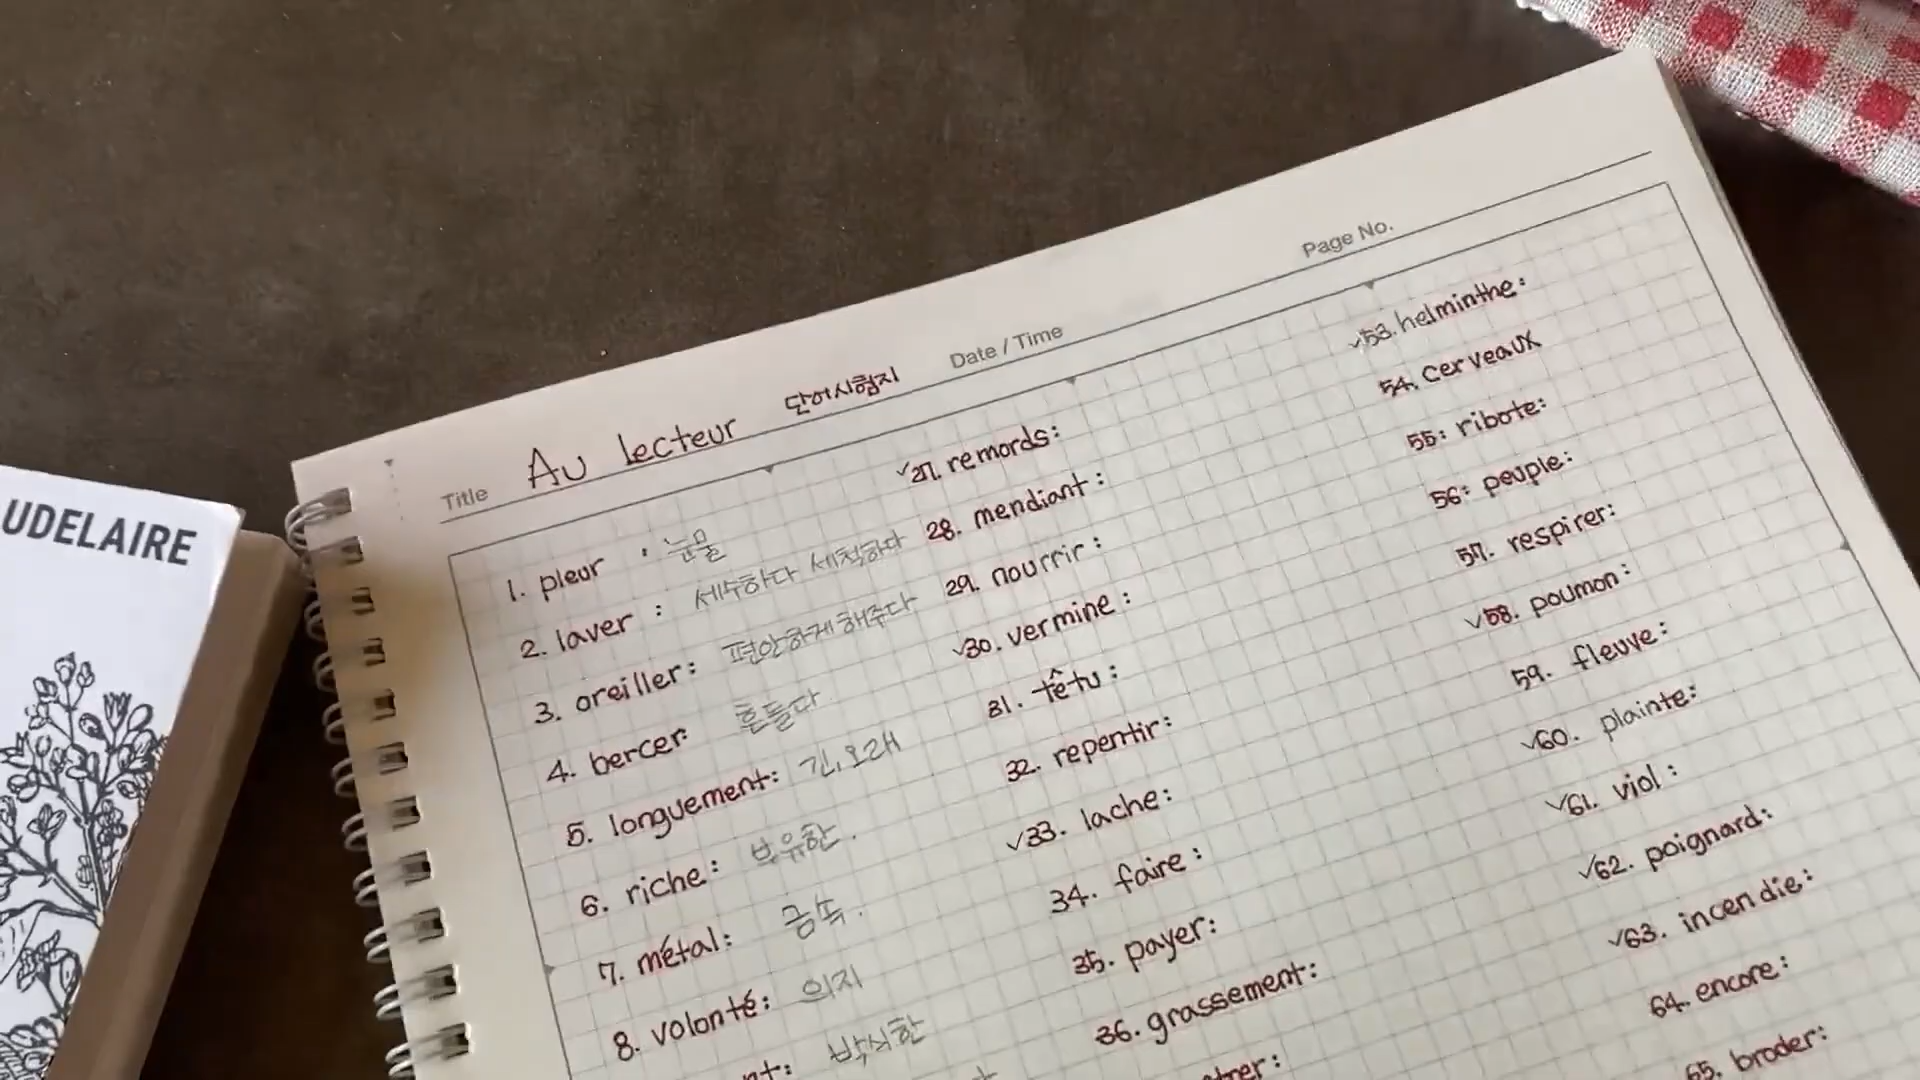 UDELAIRE
Title Au lecteur 단어시험지 Date / Time Page No.
1. pleur : 눈물
2. laver : 세수하다 세척하다
3. oreiller: 편안하게해주다
4. bercer 흔들다
5. longuement: 긴, 오래
6. riche: 부유한.
7. métal: 금속.
8. volonté: 의지
nt: 박식한
27. remords:
28. mendiant:
29. nourrir:
30. vermine:
31. têtu:
32. repentir:
33. lache:
34. faire:
35. payer:
36. grassement:
53. helminthe:
54. cerveaux
55: ribote:
56: peuple:
57. respirer:
58. poumon:
59. fleuve:
60. plainte:
61. viol:
62. poignard:
63. incendie:
64. encore:
65. broder: